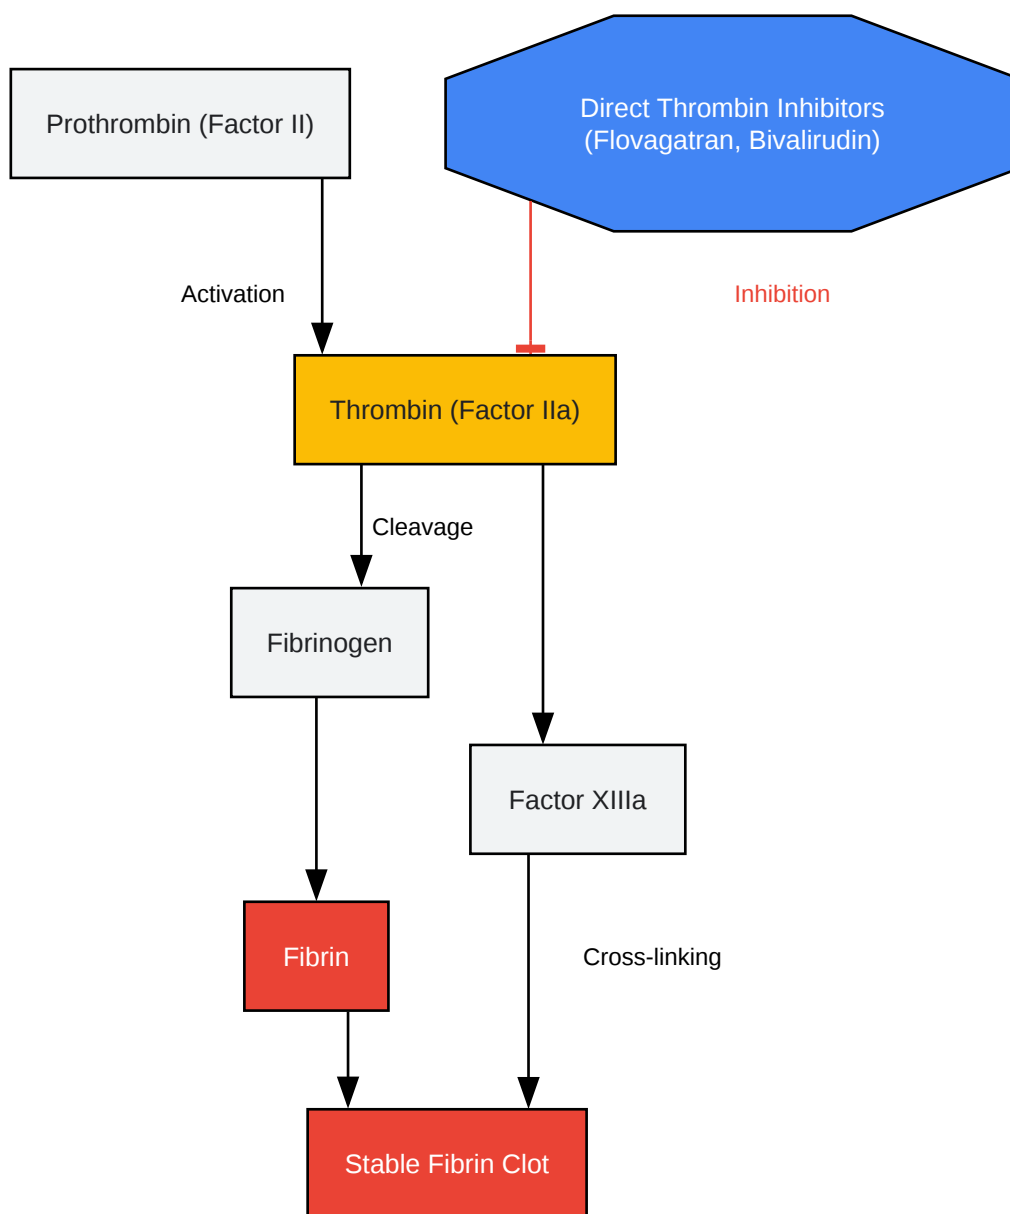 Prothrombin (Factor II)
Direct Thrombin Inhibitors
(Flovagatran, Bivalirudin)
Activation
Inhibition
Thrombin (Factor IIa)
Cleavage
Fibrinogen
Factor XIIIa
Fibrin
Cross-linking
Stable Fibrin Clot